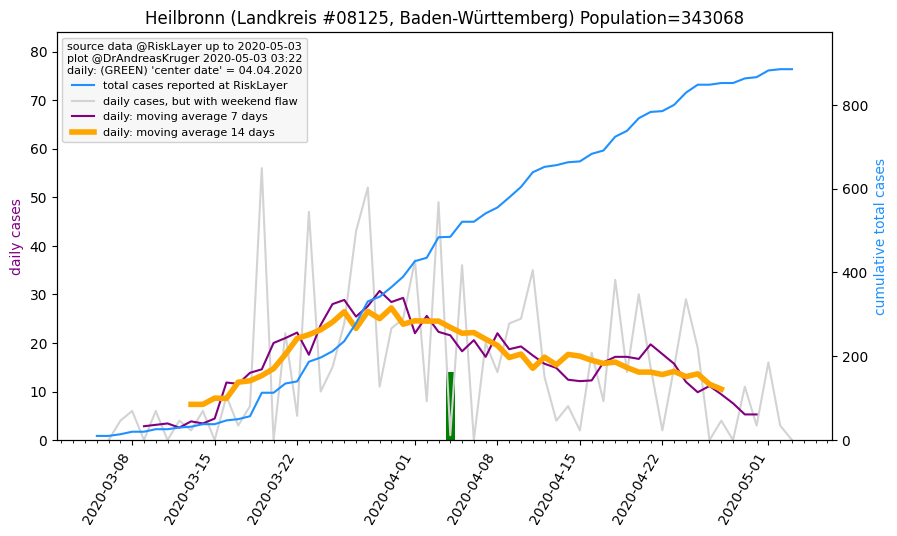 Heilbronn (Landkreis #08125, Baden-Württemberg) Population=343068
source data @RiskLayer up to 2020-05-03
plot @DrAndreasKruger 2020-05-03 03:22
daily: (GREEN) 'center date' = 04.04.2020
total cases reported at RiskLayer
daily cases, but with weekend flaw
daily: moving average 7 days
daily: moving average 14 days
daily cases
80
70
60
50
40
30
20
10
0
cumulative total cases
800
600
400
200
0
2020-03-08
2020-03-15
2020-03-22
2020-04-01
2020-04-08
2020-04-15
2020-04-22
2020-05-01